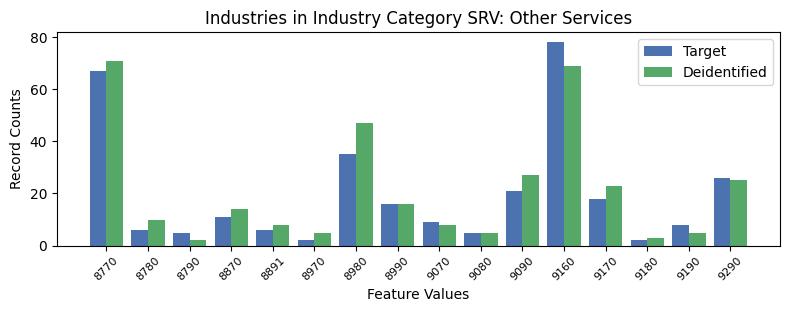 Industries in Industry Category SRV: Other Services
Target
Deidentified
Record Counts
80
60
40
20
0
8770 8780 8790 8870 8891 8970 8980 8990 9070 9080 9090 9160 9170 9180 9190 9290
Feature Values